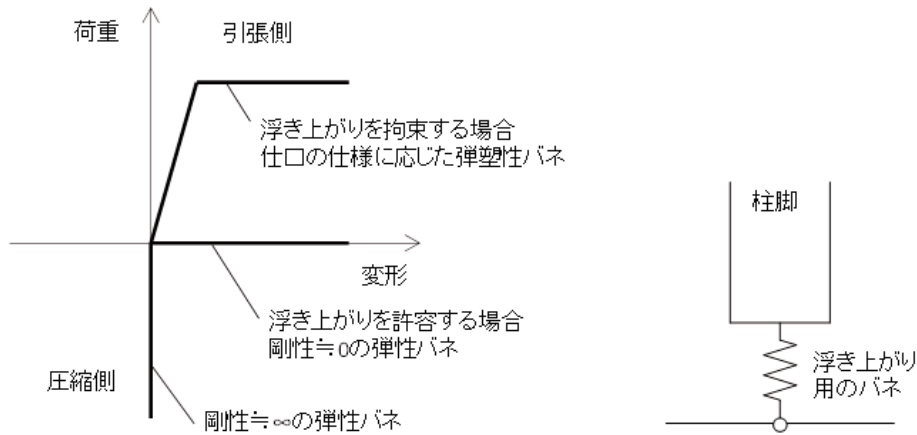 荷重
引張側
浮き上がりを拘束する場合
仕口の仕様に応じた弾塑性バネ
変形
浮き上がりを許容する場合
剛性≒0の弾性バネ
圧縮側
剛性≒∞の弾性バネ
柱脚
浮き上がり
用のバネ